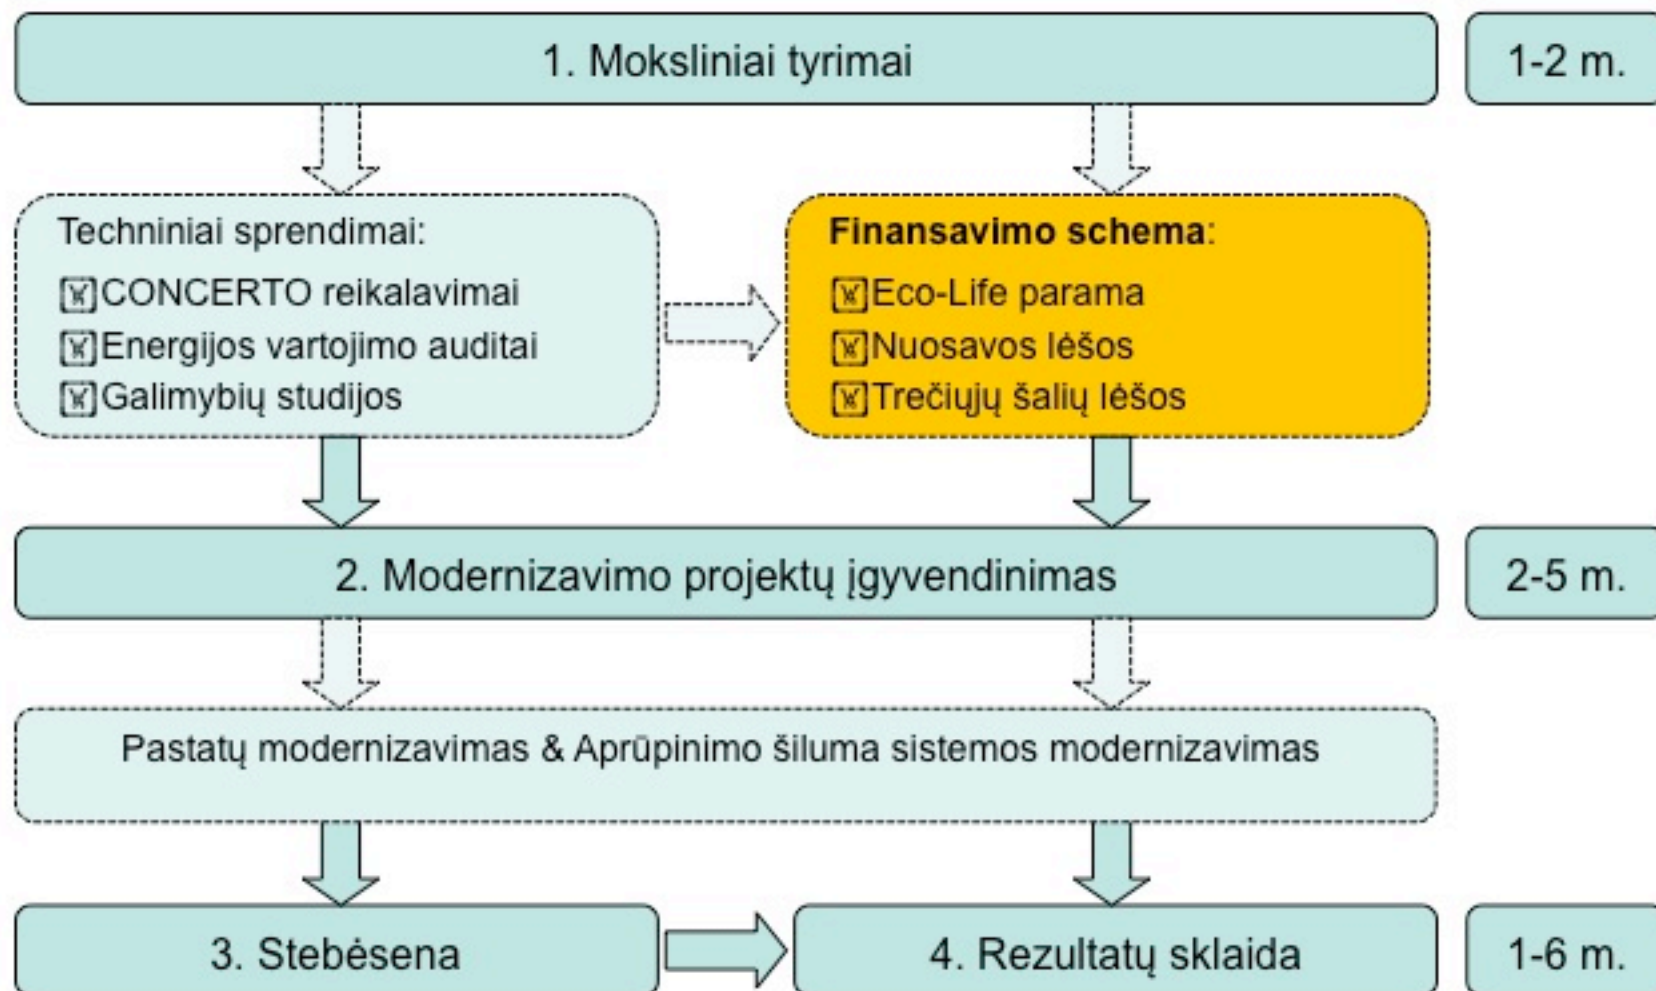 1. Moksliniai tyrimai
1-2 m.
Techniniai sprendimai:
CONCERTO reikalavimai
Energijos vartojimo auditai
Galimybių studijos
Finansavimo schema:
Eco-Life parama
Nuosavos lėšos
Trečiųjų šalių lėšos
2. Modernizavimo projektų įgyvendinimas
2-5 m.
Pastatų modernizavimas & Aprūpinimo šiluma sistemos modernizavimas
3. Stebėsena
4. Rezultatų sklaida
1-6 m.